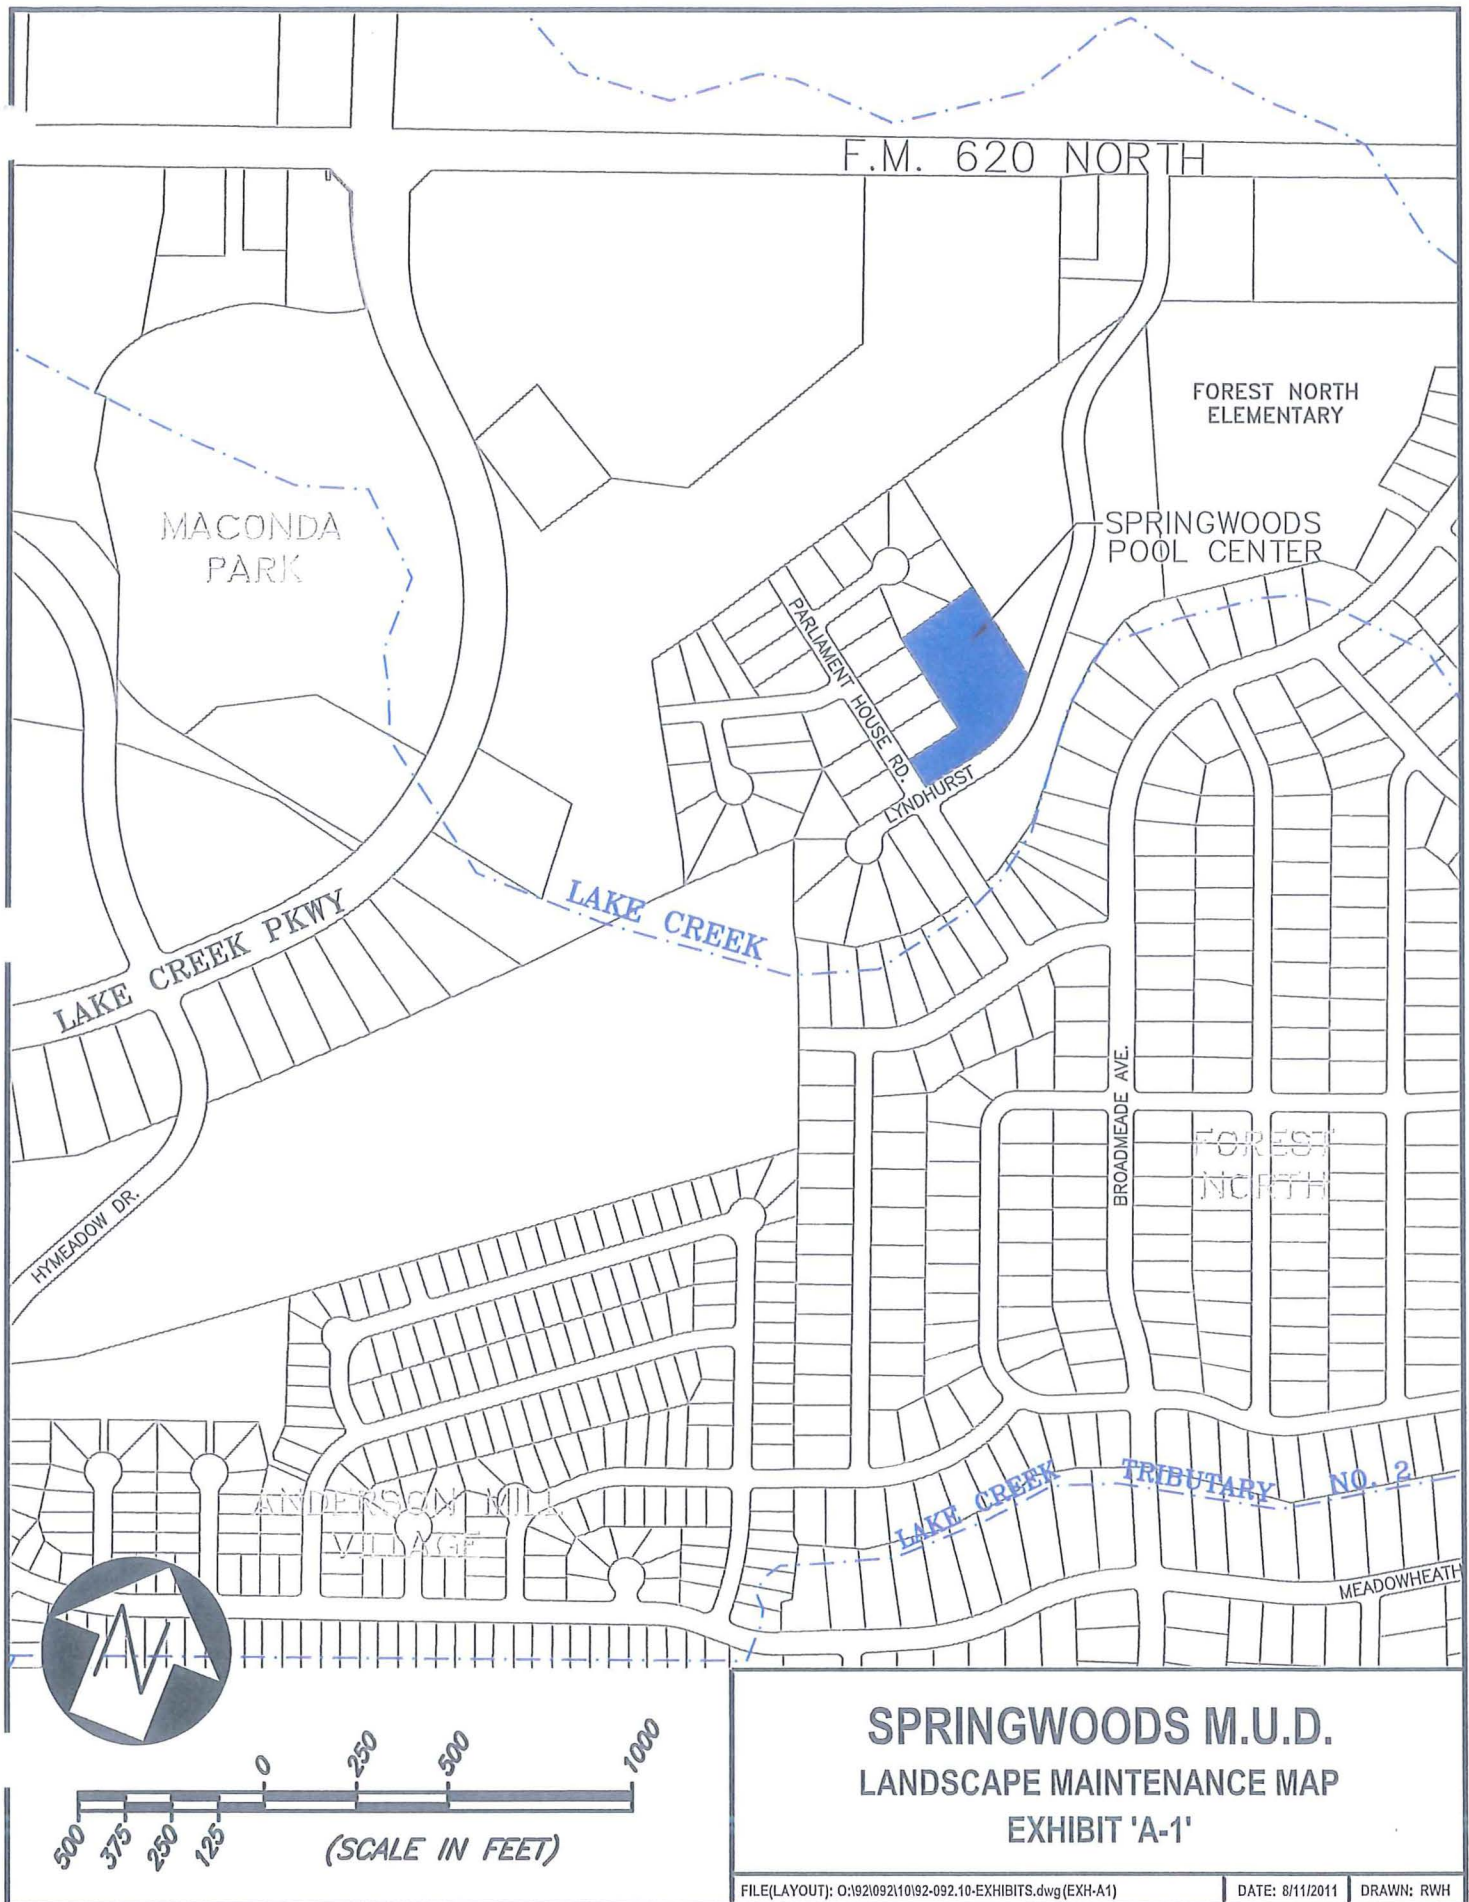 F.M. 620 NORTH
FOREST NORTH
ELEMENTARY
MACONDA
PARK
SPRINGWOODS
POOL CENTER
PARLIAMENT HOUSE RD.
LYNDHURST
LAKE CREEK
LAKE CREEK PKWY
BROADMEADE AVE.
FOREST
NORTH
HYMEADOW DR.
ANDERSON MILL
VILLAGE
LAKE CREEK TRIBUTARY NO. 2
MEADOWHEATH
N
0 250 500 1000
500 375 250 125
(SCALE IN FEET)
SPRINGWOODS M.U.D.
LANDSCAPE MAINTENANCE MAP
EXHIBIT 'A-1'
FILE(LAYOUT): O:\92\092\10\92-092.10-EXHIBITS.dwg(EXH-A1) DATE: 8/11/2011 DRAWN: RWH